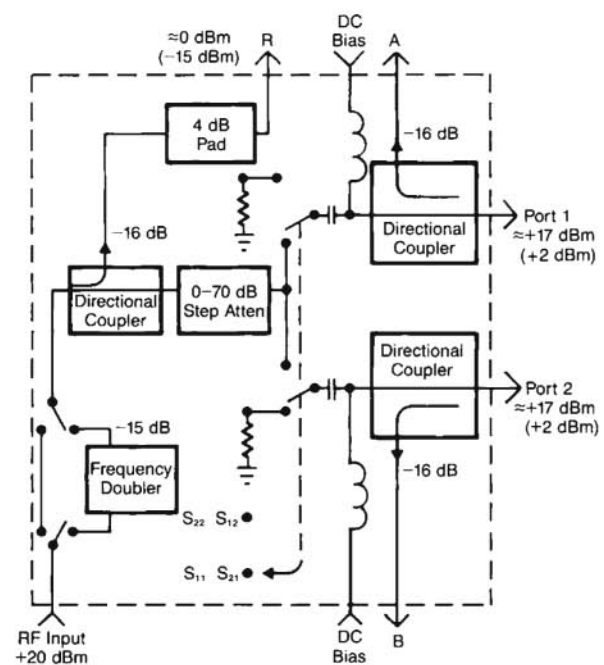 ≈0 dBm
(−15 dBm)
R
DC
Bias
A
4 dB
Pad
−16 dB
−16 dB
Directional
Coupler
Port 1
≈+17 dBm
(+2 dBm)
Directional
Coupler
0–70 dB
Step Atten
Directional
Coupler
Port 2
≈+17 dBm
(+2 dBm)
−15 dB
Frequency
Doubler
−16 dB
S₂₂ S₁₂
S₁₁ S₂₁
RF Input
+20 dBm
DC
Bias
B